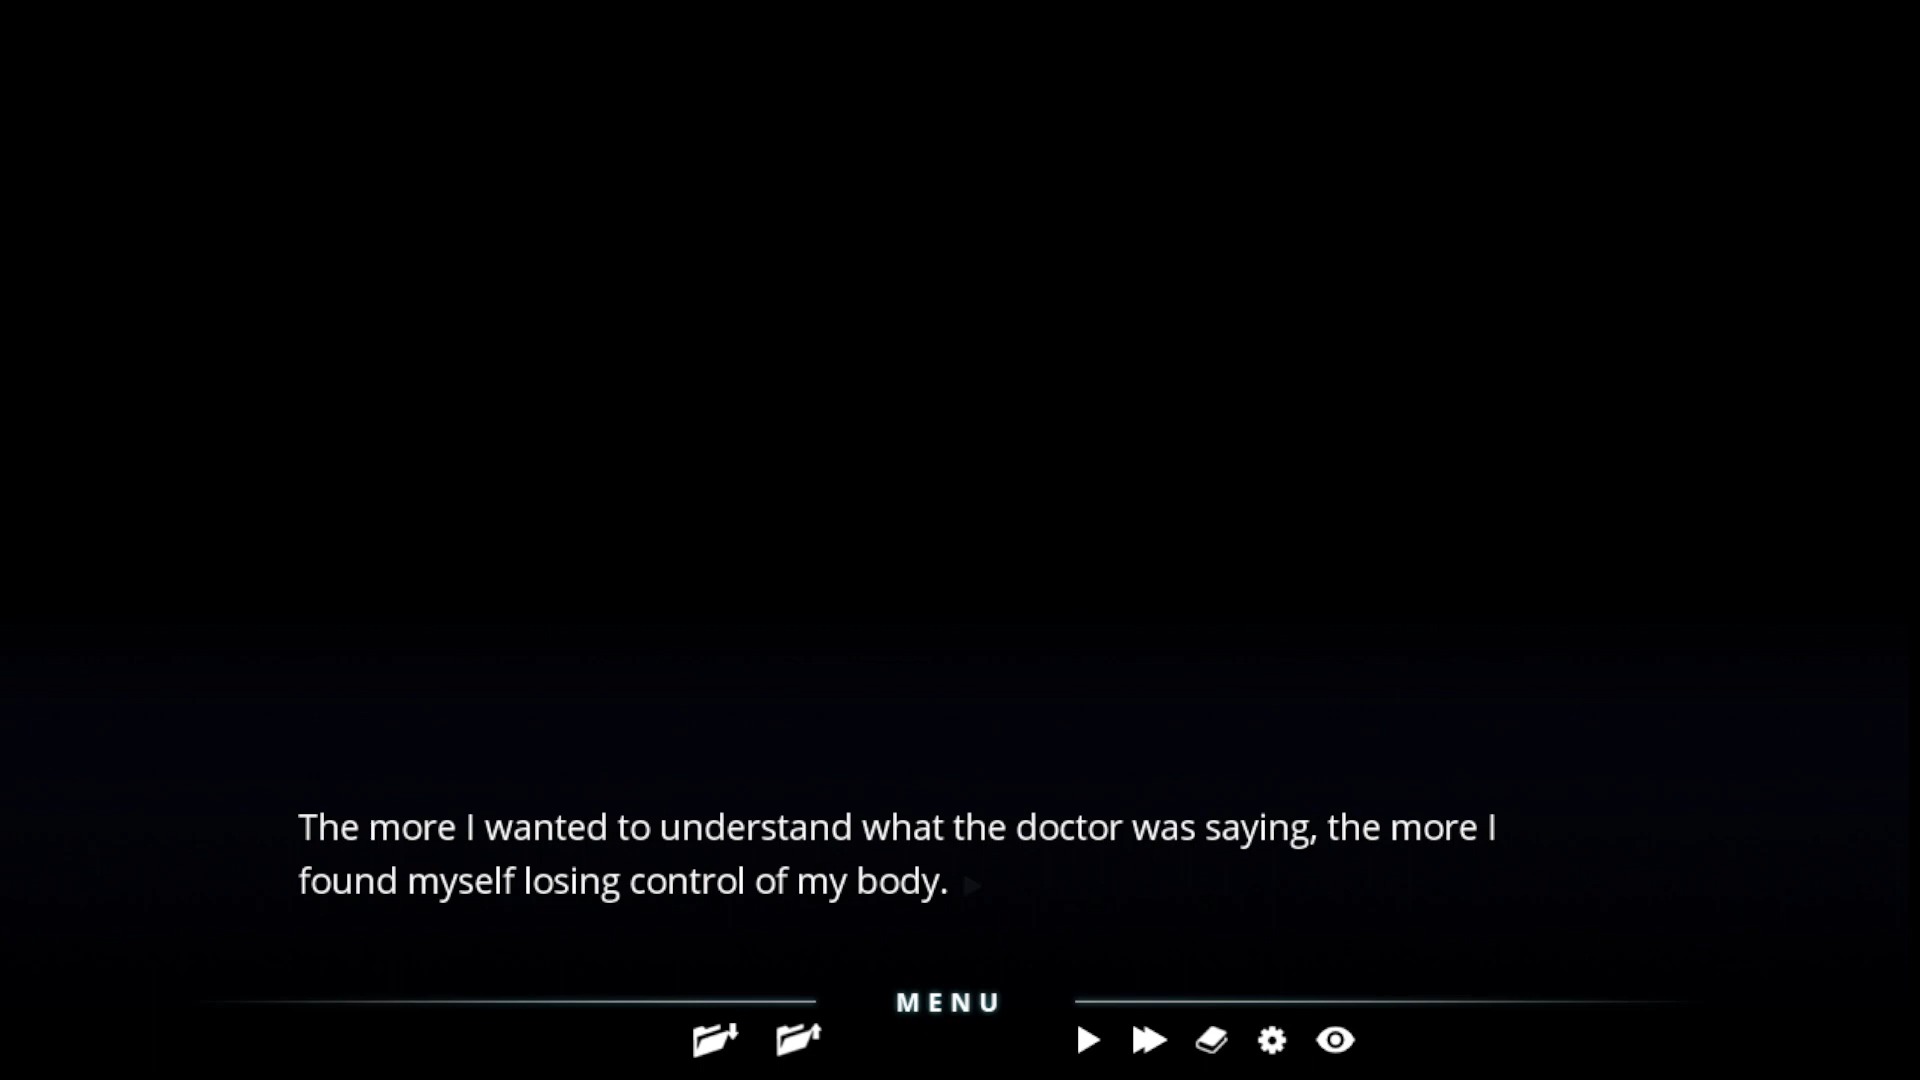 The more I wanted to understand what the doctor was saying, the more I
found myself losing control of my body.
MENU